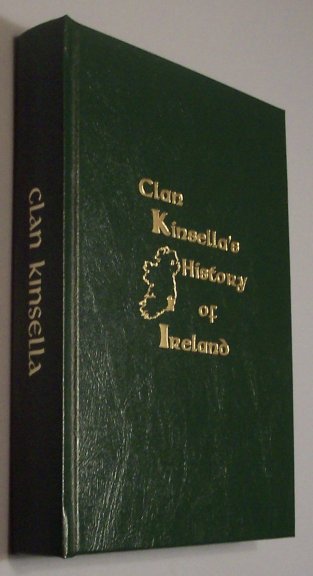 clan kinsella
Clan
Kinsella's
History
of
Ireland